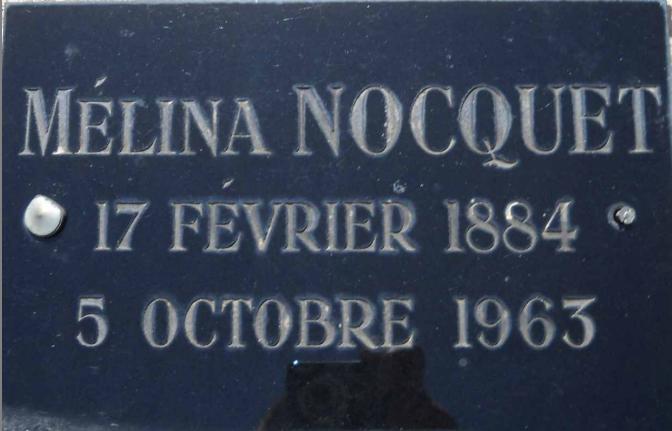 MÉLINA NOCQUET
17 FÉVRIER 1884
5 OCTOBRE 1963